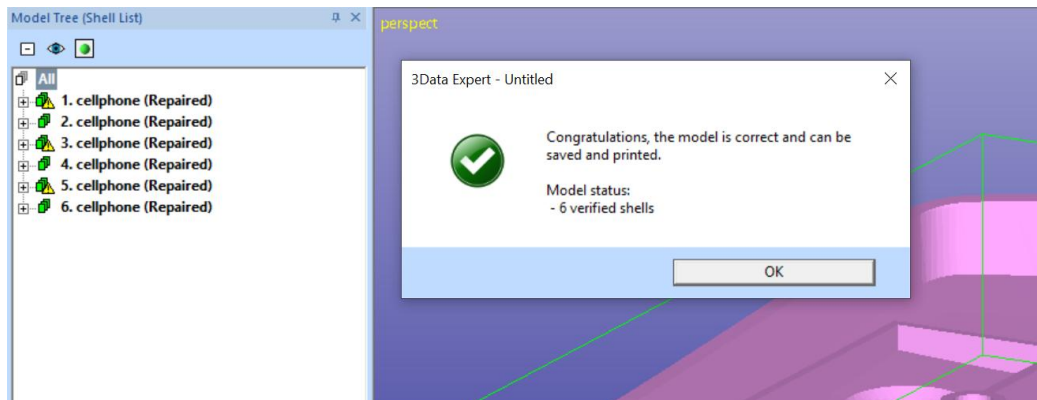 Model Tree (Shell List)
All
1. cellphone (Repaired)
2. cellphone (Repaired)
3. cellphone (Repaired)
4. cellphone (Repaired)
5. cellphone (Repaired)
6. cellphone (Repaired)
perspect
3Data Expert - Untitled
Congratulations, the model is correct and can be
saved and printed.
Model status:
- 6 verified shells
OK